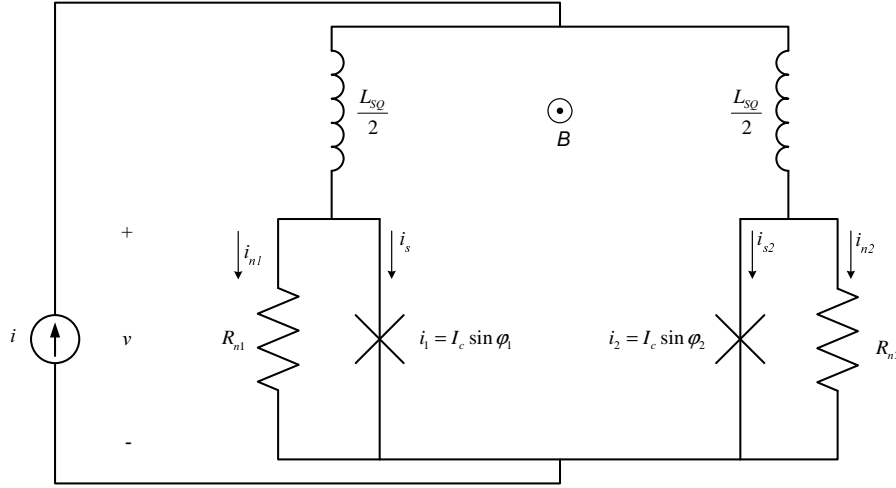 L_SQ
2
L_SQ
2
B
+
i_n1
i_s
i_s2
i_n2
i
v
R_n1
i_1 = I_c sin φ_1
i_2 = I_c sin φ_2
-